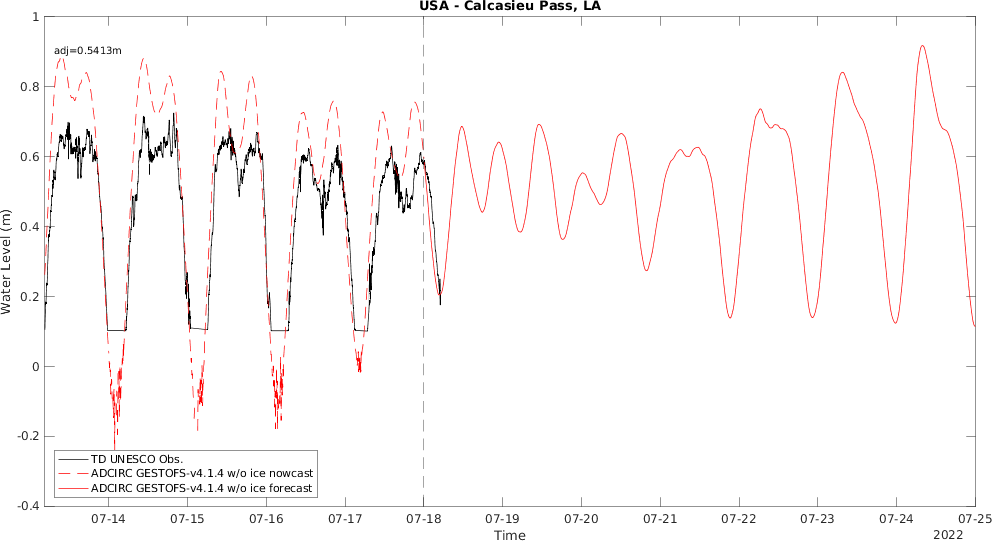 USA - Calcasieu Pass, LA
adj=0.5413m
Water Level (m)
1
0.8
0.6
0.4
0.2
0
-0.2
-0.4
TD UNESCO Obs.
ADCIRC GESTOFS-v4.1.4 w/o ice nowcast
ADCIRC GESTOFS-v4.1.4 w/o ice forecast
07-14 07-15 07-16 07-17 07-18 07-19 07-20 07-21 07-22 07-23 07-24 07-25
Time
2022